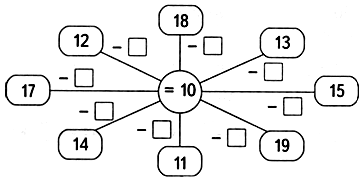 18
12 - □ - □ 13
- □ - □
17 = 10 15
- □ - □
14 - □ - □ 19
11